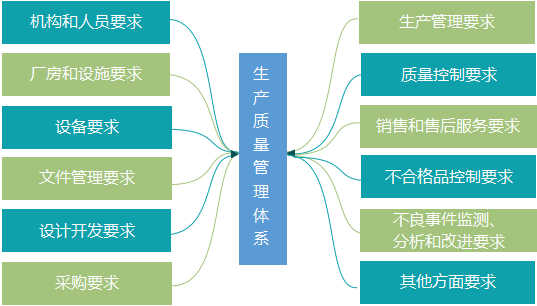 机构和人员要求
厂房和设施要求
设备要求
文件管理要求
设计开发要求
采购要求
生产质量管理体系
生产管理要求
质量控制要求
销售和售后服务要求
不合格品控制要求
不良事件监测、
分析和改进要求
其他方面要求